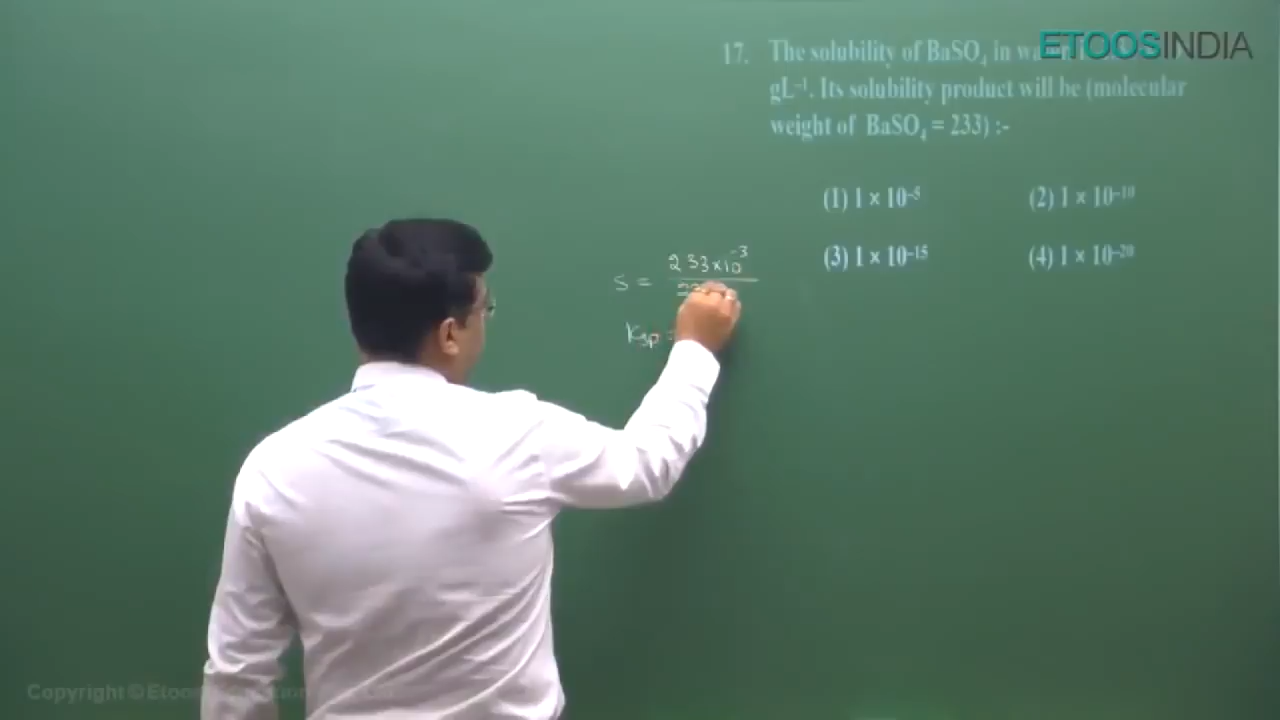 ETOOSINDIA
17. The solubility of BaSO₄ in
gL⁻¹. Its solubility product will be (molecular
weight of BaSO₄ = 233) :-
(1) 1 × 10⁻⁵ (2) 1 × 10⁻¹⁰
(3) 1 × 10⁻¹⁵ (4) 1 × 10⁻²⁰
S = 233×10⁻³
Ksp =
Copyright ©